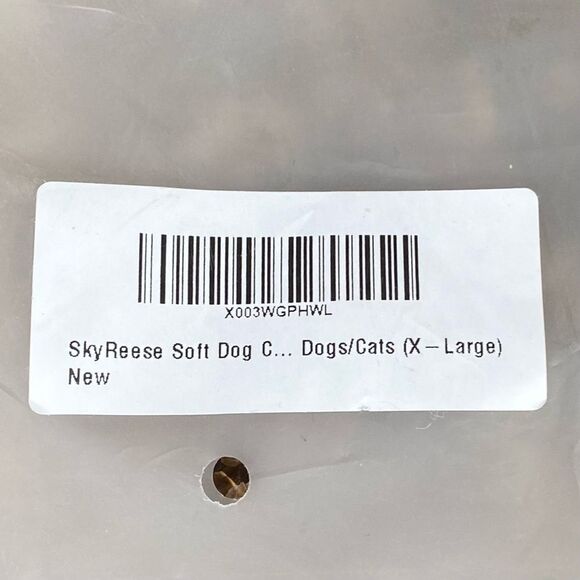 X003WGPHWL
SkyReese Soft Dog C... Dogs/Cats (X-Large)
New